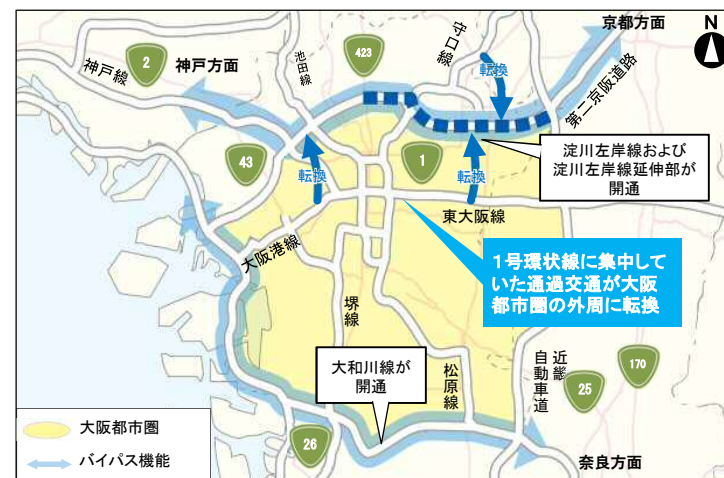 京都方面
N
守口線
423
2
神戸線
神戸方面
池田線
転換
第二京阪道路
43
1
転換
転換
淀川左岸線および
淀川左岸線延伸部が
開通
東大阪線
大阪港線
1号環状線に集中して
いた通過交通が大阪
都市圏の外周に転換
堺線
大和川線が
開通
松原線
近畿
自動車道
170
25
26
大阪都市圏
バイパス機能
奈良方面